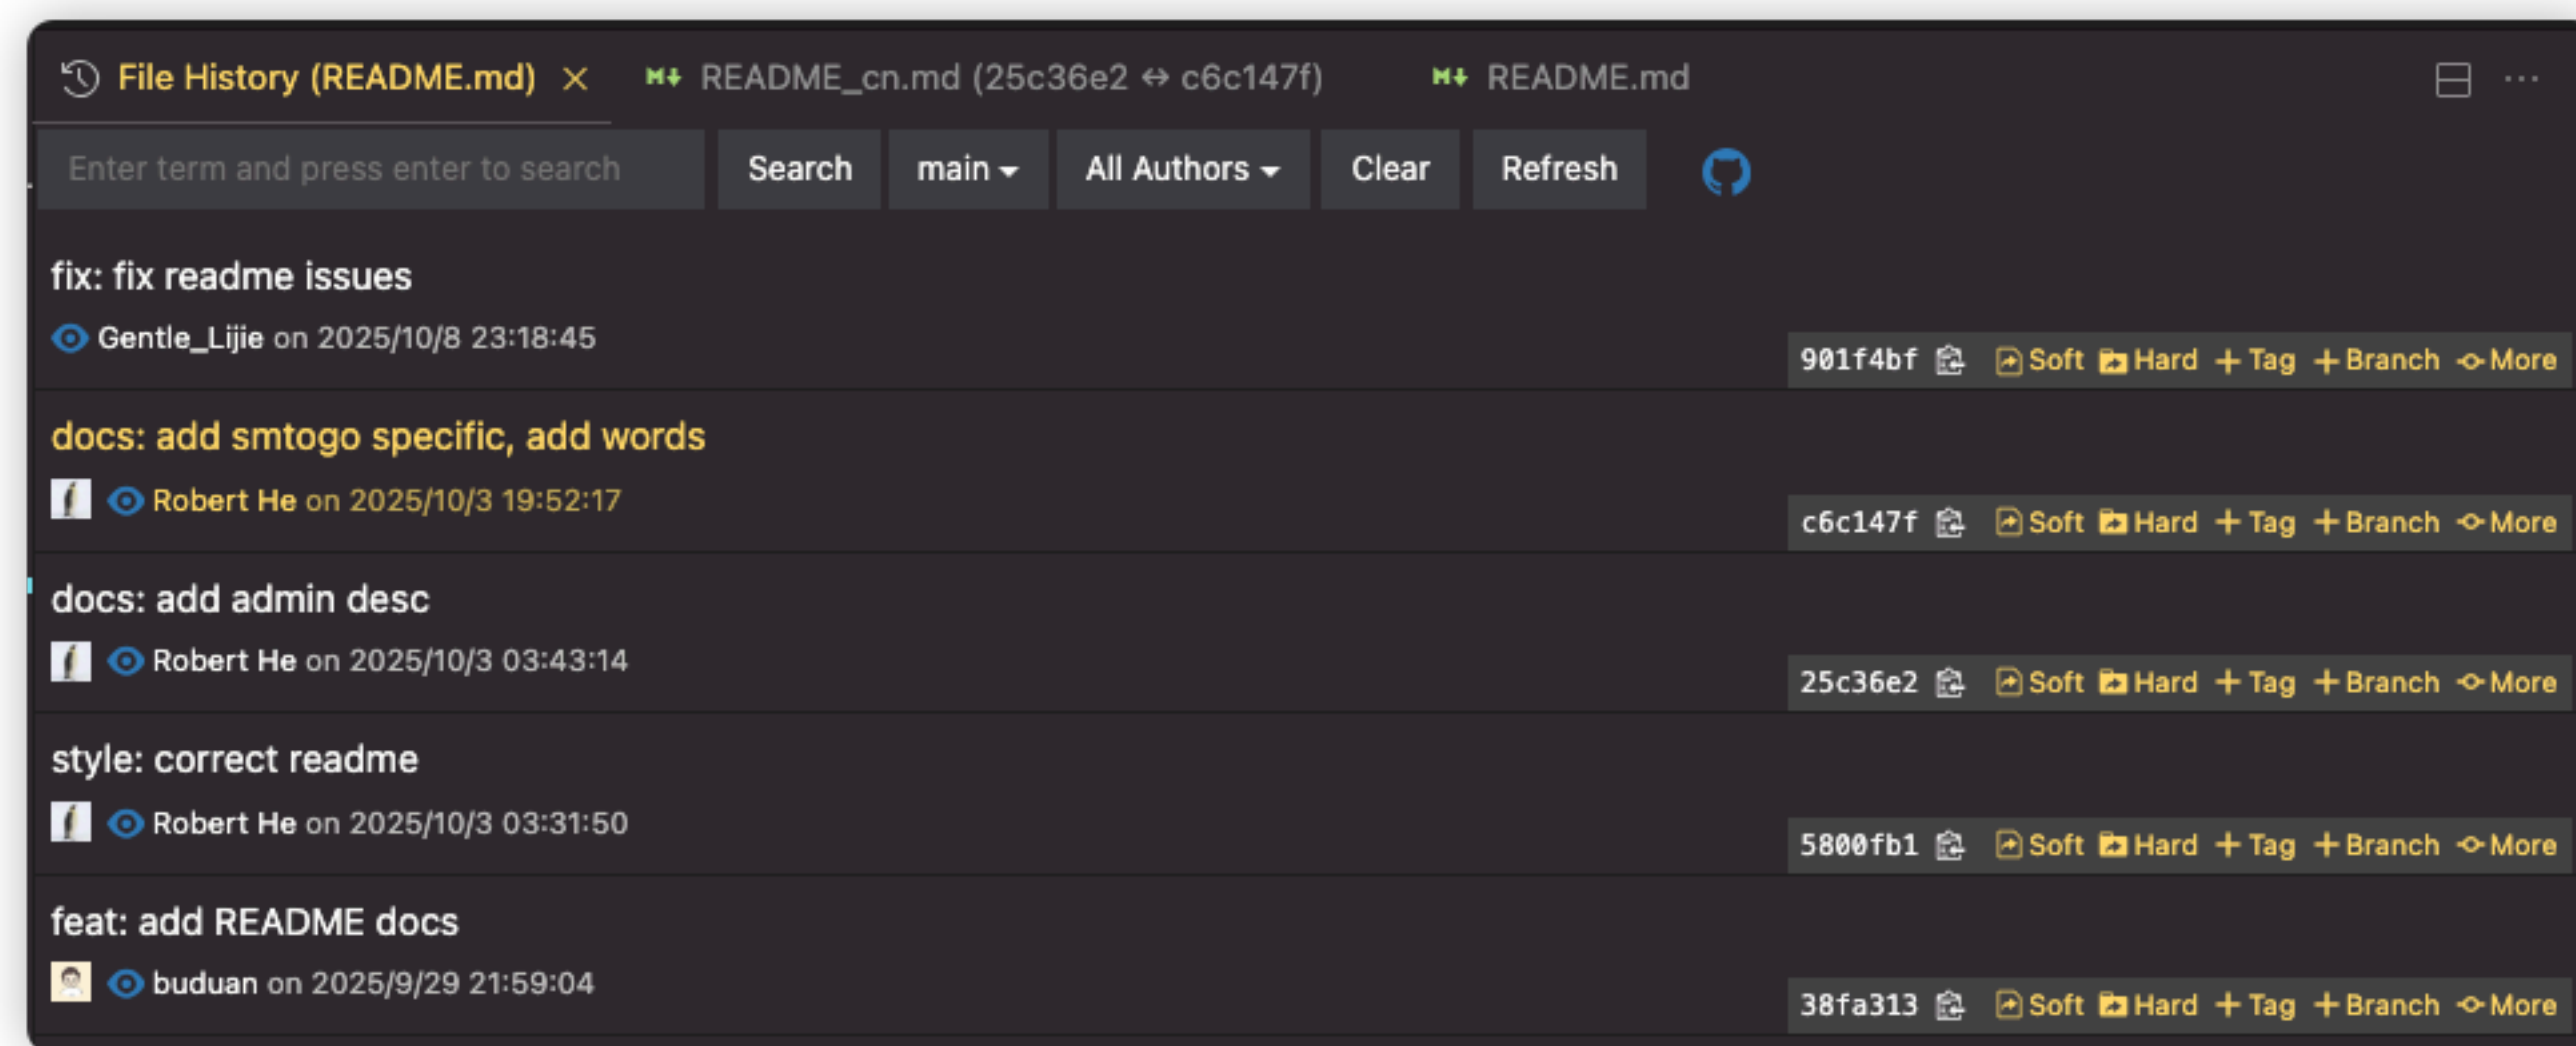 File History (README.md) README_cn.md (25c36e2 ↔ c6c147f) README.md
Enter term and press enter to search Search main All Authors Clear Refresh
fix: fix readme issues
Gentle_Lijie on 2025/10/8 23:18:45
901f4bf Soft Hard +Tag +Branch More
docs: add smtogo specific, add words
Robert He on 2025/10/3 19:52:17
c6c147f Soft Hard +Tag +Branch More
docs: add admin desc
Robert He on 2025/10/3 03:43:14
25c36e2 Soft Hard +Tag +Branch More
style: correct readme
Robert He on 2025/10/3 03:31:50
5800fb1 Soft Hard +Tag +Branch More
feat: add README docs
buduan on 2025/9/29 21:59:04
38fa313 Soft Hard +Tag +Branch More